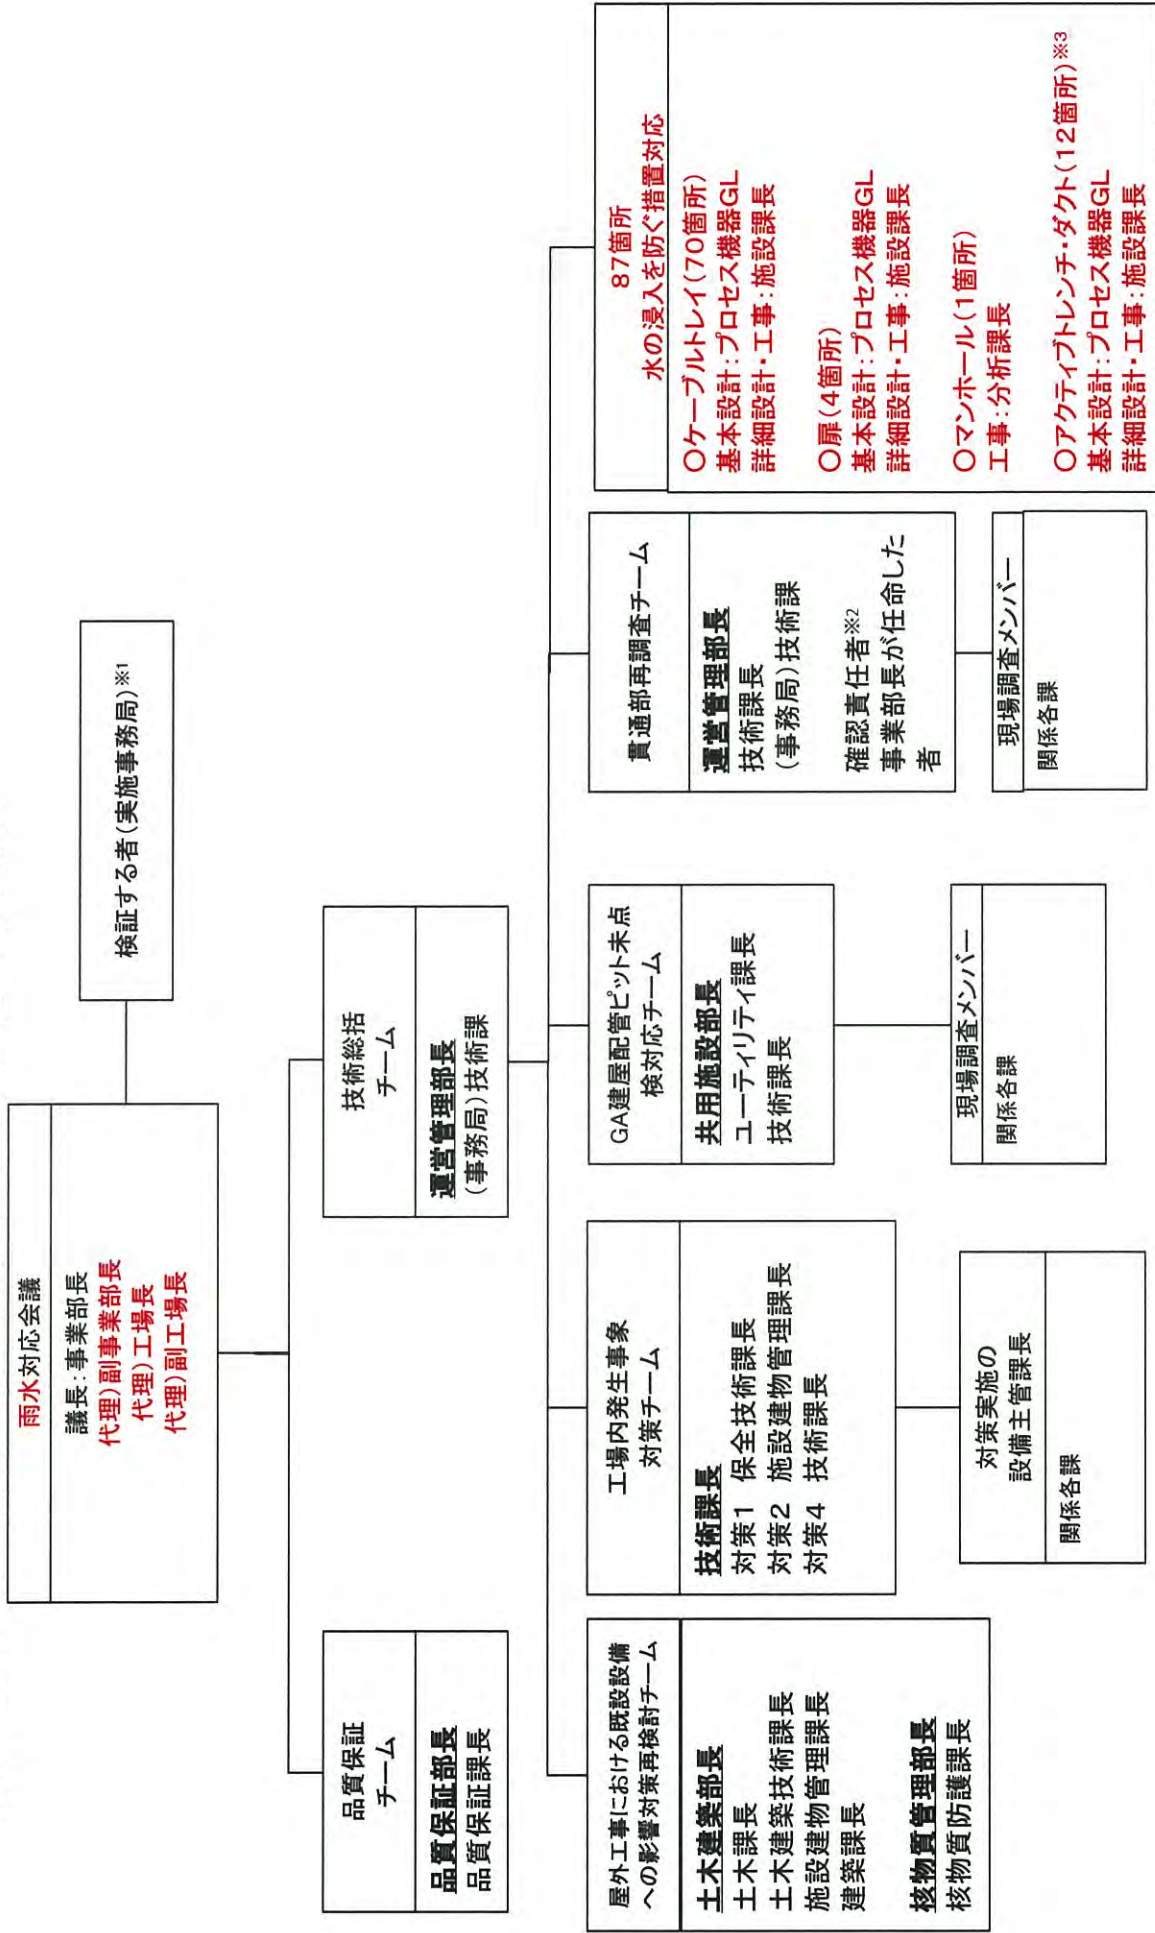 雨水対応会議
議長:事業部長
代理)副事業部長
代理)工場長
代理)副工場長
検証する者(実施事務局)※1
品質保証
チーム
品質保証部長
品質保証課長
技術総括
チーム
運営管理部長
(事務局)技術課
屋外工事における既設設備
への影響対策再検討チーム
土木建築部長
土木課長
土木建築技術課長
施設建物管理課長
建築課長
核物質管理部長
核物質防護課長
工場内発生事象
対策チーム
技術課長
対策1 保全技術課長
対策2 施設建物管理課長
対策4 技術課長
対策実施の
設備主管課長
関係各課
GA建屋配管ピット未点
検対応チーム
共用施設部長
ユーティリティ課長
技術課長
現場調査メンバー
関係各課
貫通部再調査チーム
運営管理部長
技術課長
(事務局)技術課
確認責任者※2
事業部長が任命した
者
現場調査メンバー
関係各課
87箇所
水の浸入を防ぐ措置対応
○ケーブルトレイ(70箇所)
基本設計:プロセス機器GL
詳細設計・工事:施設課長
○扉(4箇所)
基本設計:プロセス機器GL
詳細設計・工事:施設課長
○マンホール(1箇所)
工事:分析課長
○アクティブトレンチ・ダクト(12箇所)※3
基本設計:プロセス機器GL
詳細設計・工事:施設課長